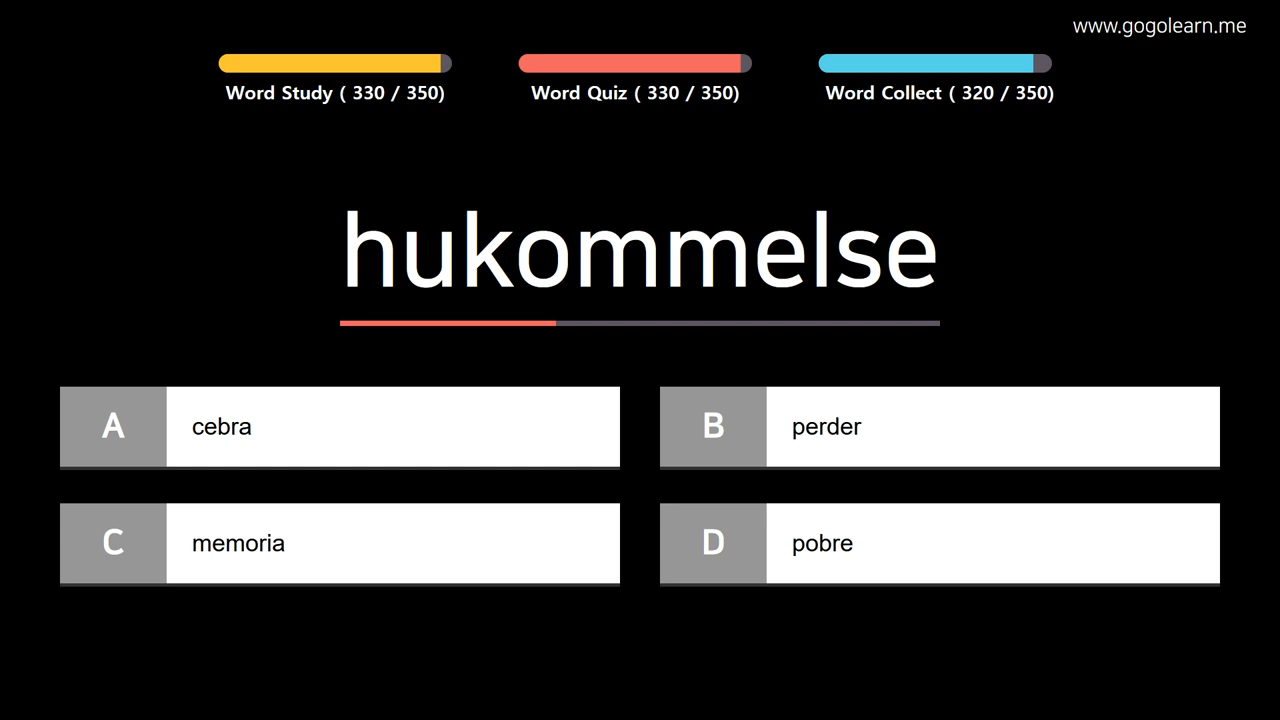 www.gogolearn.me
Word Study ( 330 / 350)
Word Quiz ( 330 / 350)
Word Collect ( 320 / 350)
hukommelse
A cebra
B perder
C memoria
D pobre